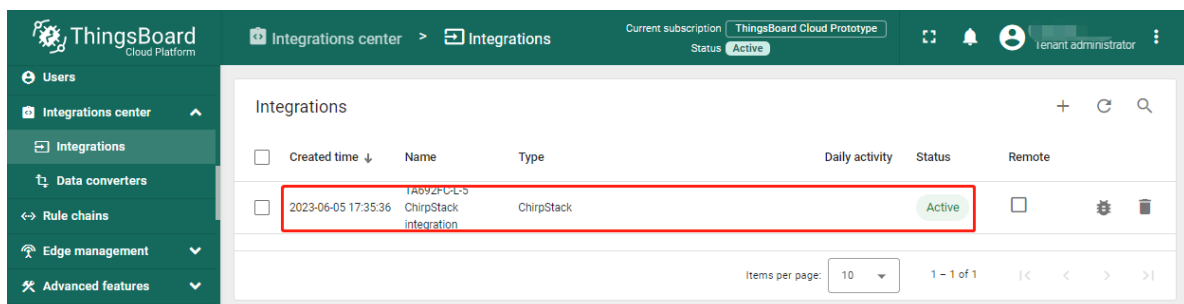 ThingsBoard
Cloud Platform
Integrations center > Integrations
Current subscription ThingsBoard Cloud Prototype
Status Active
Tenant administrator
Users
Integrations center
Integrations
Data converters
Rule chains
Edge management
Advanced features
Integrations
Created time ↓ Name Type Daily activity Status Remote
2023-06-05 17:35:36 TA692FC-L-5 ChirpStack Active
ChirpStack
integration
Items per page: 10 1 – 1 of 1